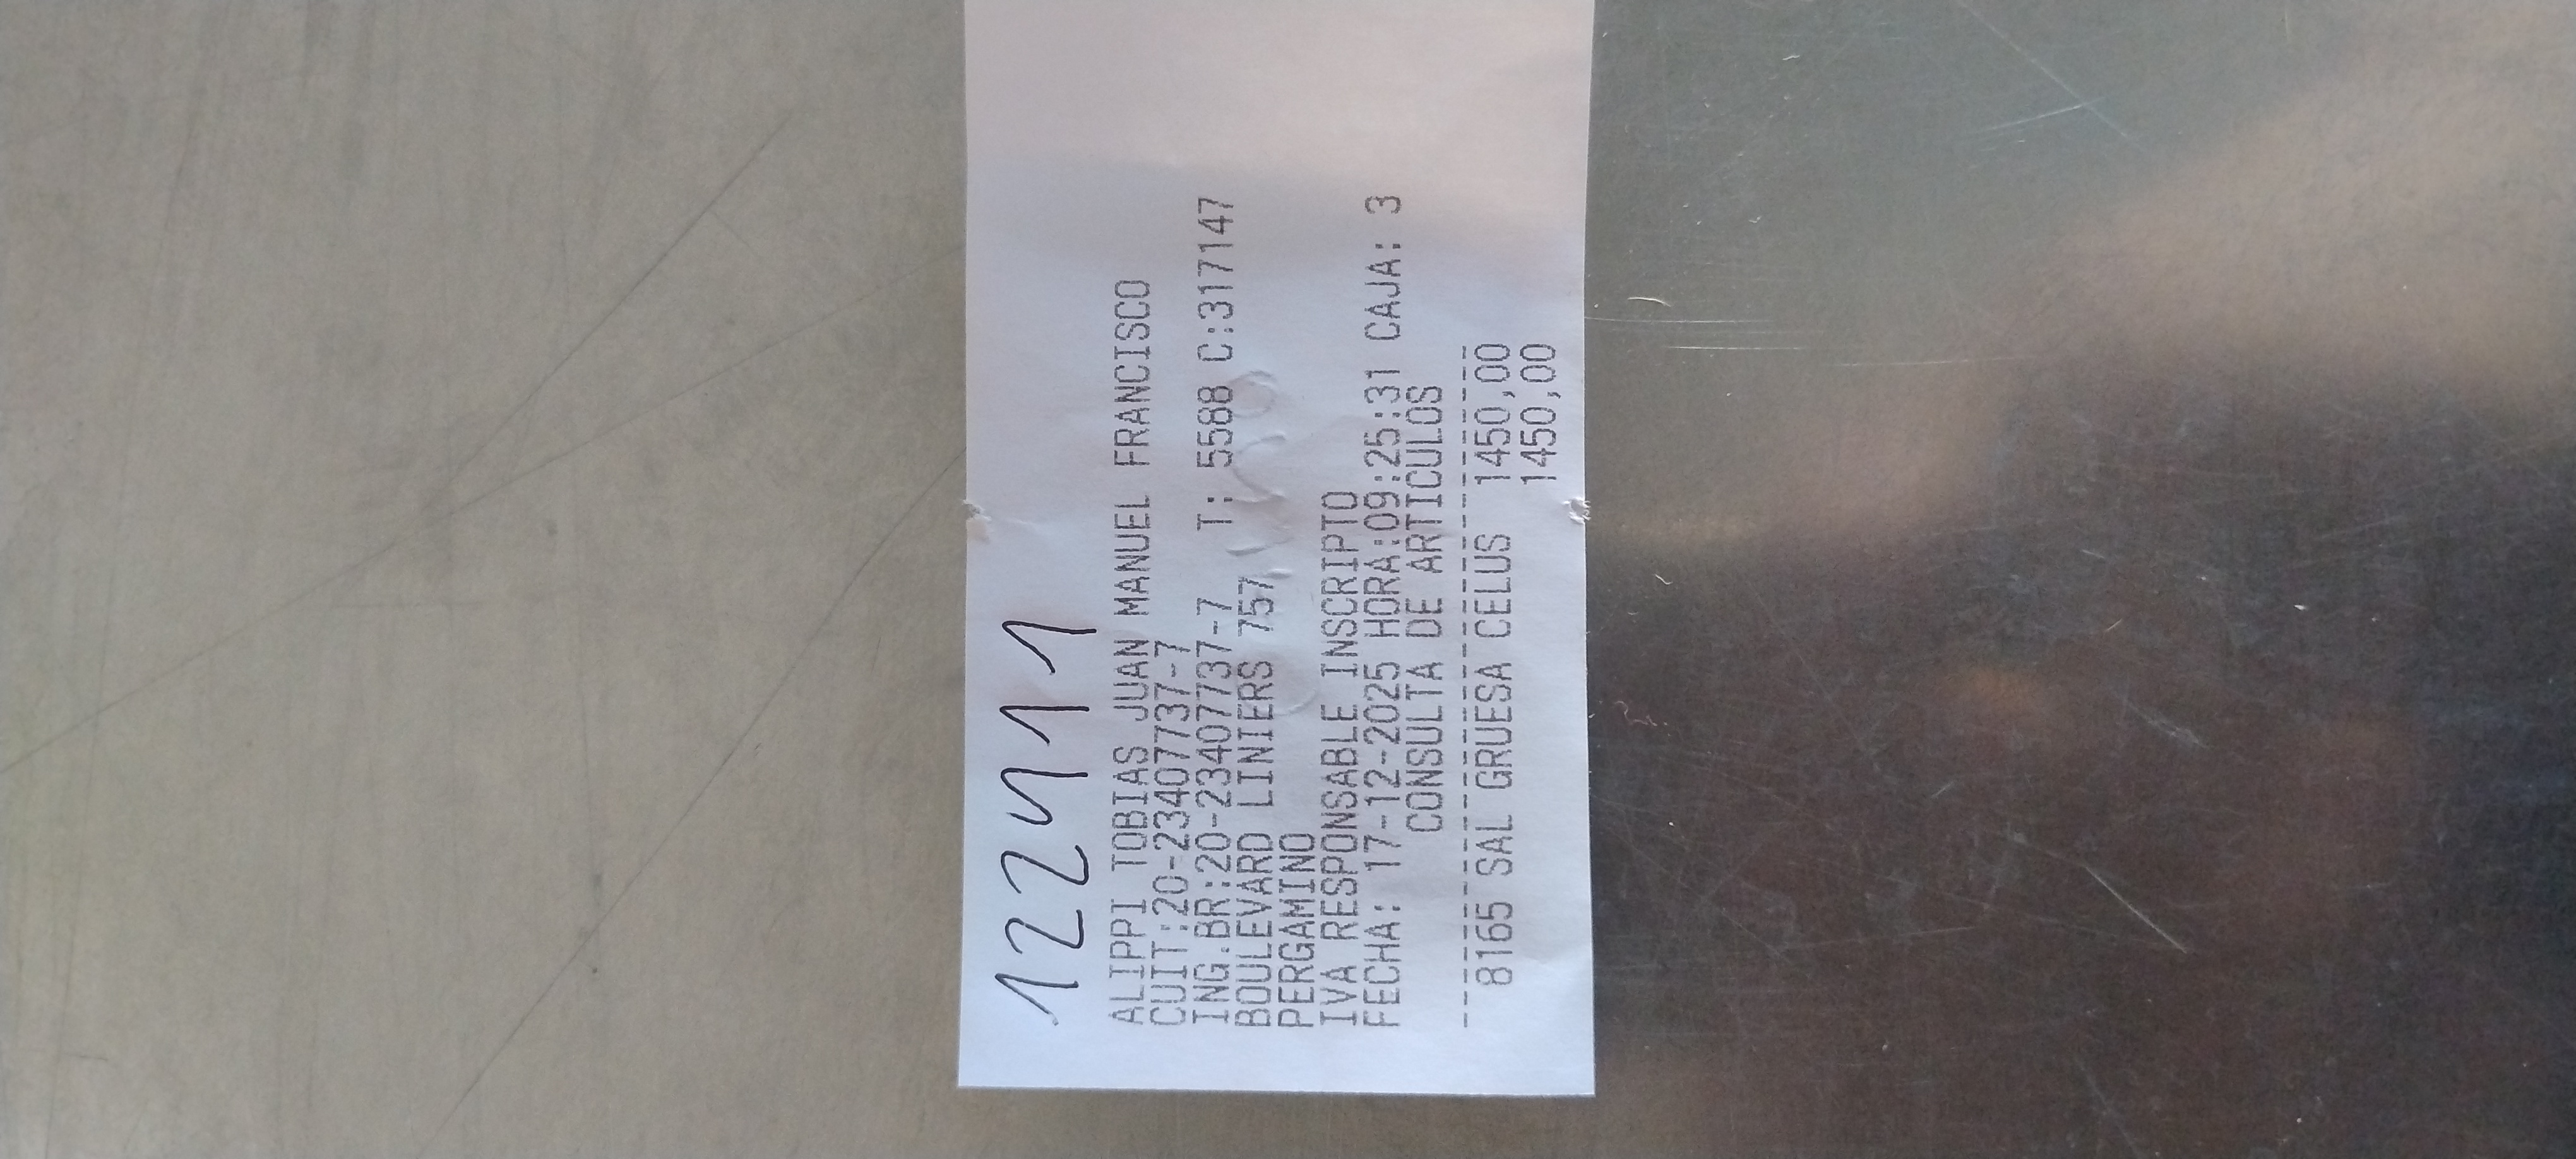 122411
ALIPPI TOBIAS JUAN MANUEL FRANCISCO
CUIT:20-23407737-7
ING.BR:20-23407737-7 T: 5588 C:317147
BOULEVARD LINIERS 757
PERGAMINO
IVA RESPONSABLE INSCRIPTO
FECHA: 17-12-2025 HORA:09:25:31 CAJA: 3
CONSULTA DE ARTICULOS
8165 SAL GRUESA CELUS 1450,00
1450,00